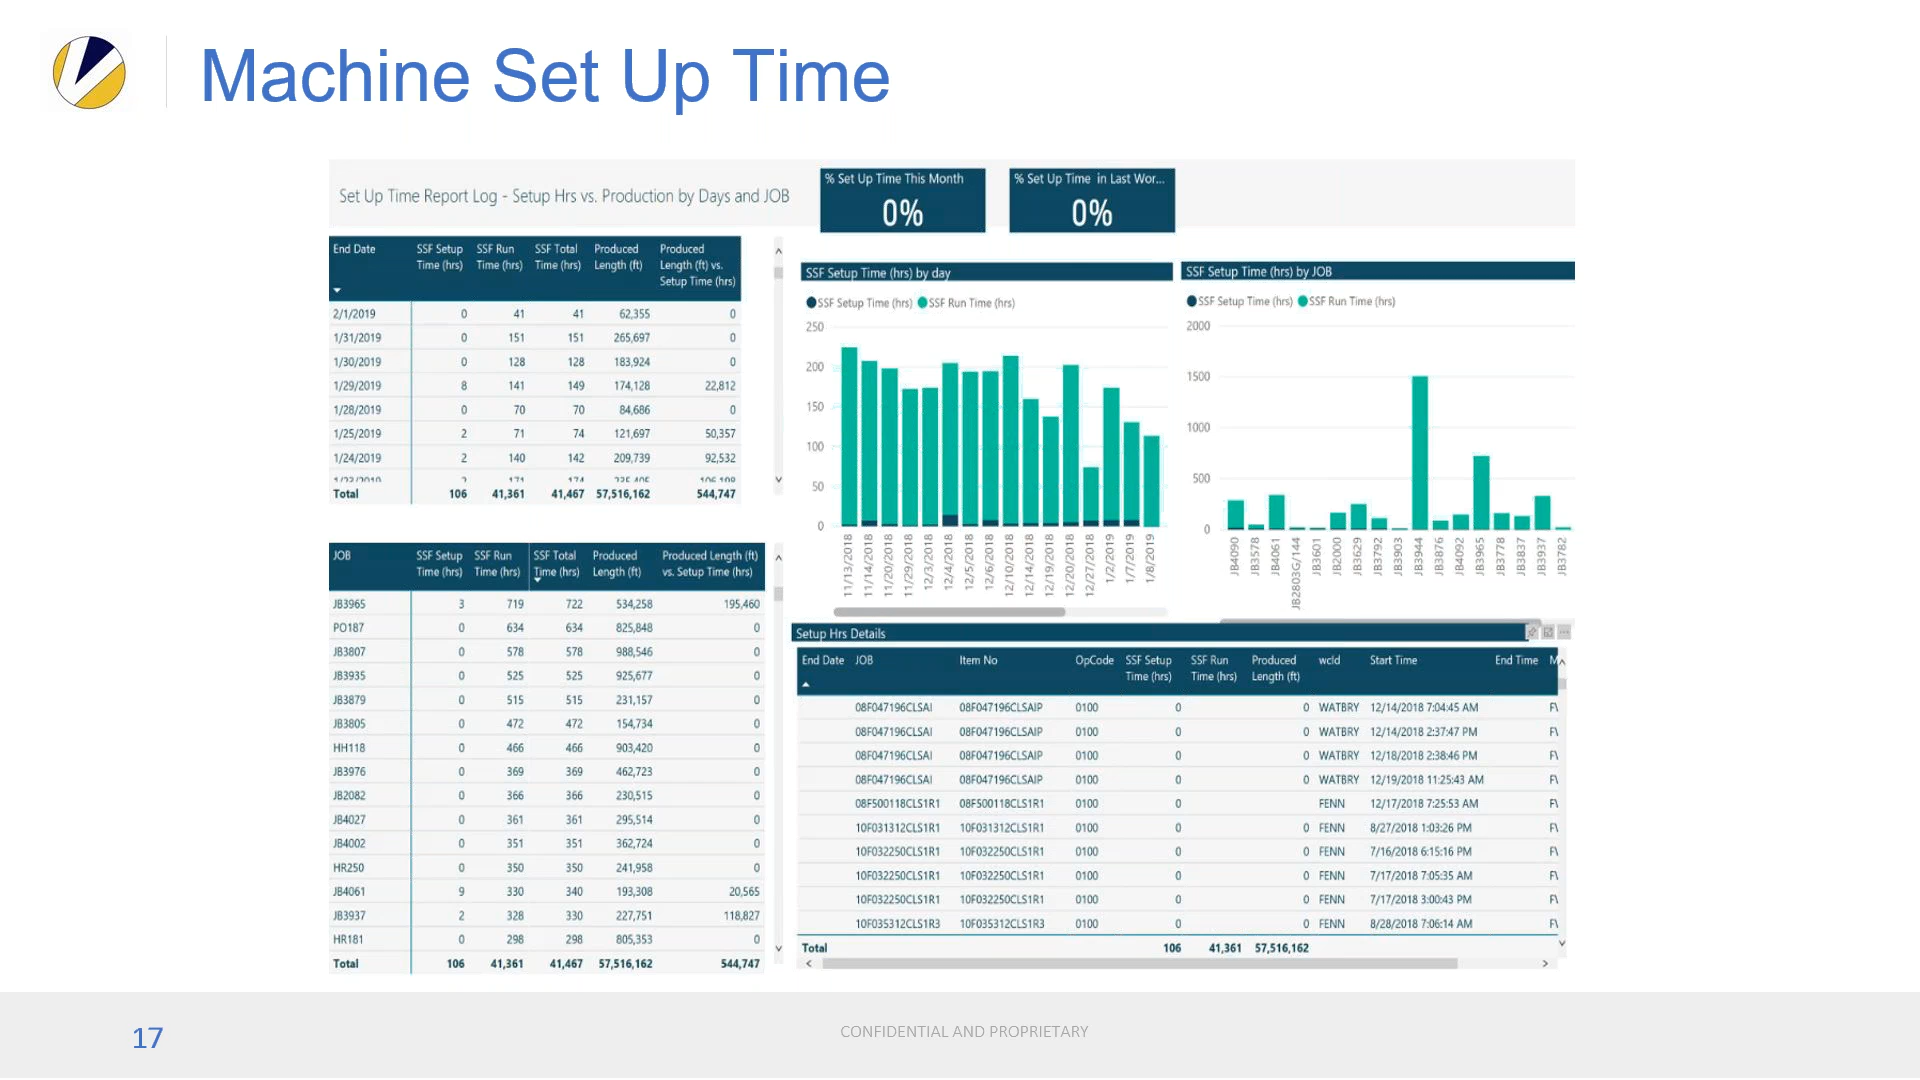 Machine Set Up Time
Set Up Time Report Log - Setup Hrs vs. Production by Days and JOB
% Set Up Time This Month
0%
% Set Up Time in Last Wor...
0%
End Date SSF Setup Time (hrs) SSF Run Time (hrs) SSF Total Time (hrs) Produced Length (ft) Produced Length (ft) vs. Setup Time (hrs)
2/1/2019 0 41 41 62,355 0
1/31/2019 0 151 151 265,697 0
1/30/2019 0 128 128 183,924 0
1/29/2019 8 141 149 174,128 22,812
1/28/2019 0 70 70 84,686 0
1/25/2019 2 71 74 121,697 50,357
1/24/2019 2 140 142 209,739 92,532
Total 106 41,361 41,467 57,516,162 544,747
SSF Setup Time (hrs) by day
SSF Setup Time (hrs) SSF Run Time (hrs)
250
200
150
100
50
0
11/13/2018 11/14/2018 11/20/2018 11/29/2018 12/3/2018 12/4/2018 12/5/2018 12/6/2018 12/10/2018 12/14/2018 12/19/2018 12/20/2018 12/27/2018 1/2/2019 1/7/2019 1/8/2019
SSF Setup Time (hrs) by JOB
SSF Setup Time (hrs) SSF Run Time (hrs)
2000
1500
1000
500
0
JB4090 JB3578 JB4061 JB2803G/144 JB3601 JB2000 JB3629 JB3792 JB3903 JB3944 JB3876 JB4092 JB3965 JB3778 JB3837 JB3937 JB3782
JOB SSF Setup Time (hrs) SSF Run Time (hrs) SSF Total Time (hrs) Produced Length (ft) Produced Length (ft) vs. Setup Time (hrs)
JB3965 3 719 722 534,258 195,460
PO187 0 634 634 825,848 0
JB3807 0 578 578 988,546 0
JB3935 0 525 525 925,677 0
JB3879 0 515 515 231,157 0
JB3805 0 472 472 154,734 0
HH118 0 466 466 903,420 0
JB3976 0 369 369 462,723 0
JB2082 0 366 366 230,515 0
JB4027 0 361 361 295,514 0
JB4002 0 351 351 362,724 0
HR250 0 350 350 241,958 0
JB4061 9 330 340 193,308 20,565
JB3937 2 328 330 227,751 118,827
HR181 0 298 298 805,353 0
Total 106 41,361 41,467 57,516,162 544,747
Setup Hrs Details
End Date JOB Item No OpCode SSF Setup Time (hrs) SSF Run Time (hrs) Produced Length (ft) wcId Start Time End Time
08F047196CLSAI 08F047196CLSAIP 0100 0 0 WATBRY 12/14/2018 7:04:45 AM
08F047196CLSAI 08F047196CLSAIP 0100 0 0 WATBRY 12/14/2018 2:37:47 PM
08F047196CLSAI 08F047196CLSAIP 0100 0 0 WATBRY 12/18/2018 2:38:46 PM
08F047196CLSAI 08F047196CLSAIP 0100 0 0 WATBRY 12/19/2018 11:25:43 AM
08F500118CLS1R1 08F500118CLS1R1 0100 0 FENN 12/17/2018 7:25:53 AM
10F031312CLS1R1 10F031312CLS1R1 0100 0 0 FENN 8/27/2018 1:03:26 PM
10F032250CLS1R1 10F032250CLS1R1 0100 0 0 FENN 7/16/2018 6:15:16 PM
10F032250CLS1R1 10F032250CLS1R1 0100 0 0 FENN 7/17/2018 7:05:35 AM
10F032250CLS1R1 10F032250CLS1R1 0100 0 0 FENN 7/17/2018 3:00:43 PM
10F035312CLS1R3 10F035312CLS1R3 0100 0 0 FENN 8/28/2018 7:06:14 AM
Total 106 41,361 57,516,162
17
CONFIDENTIAL AND PROPRIETARY